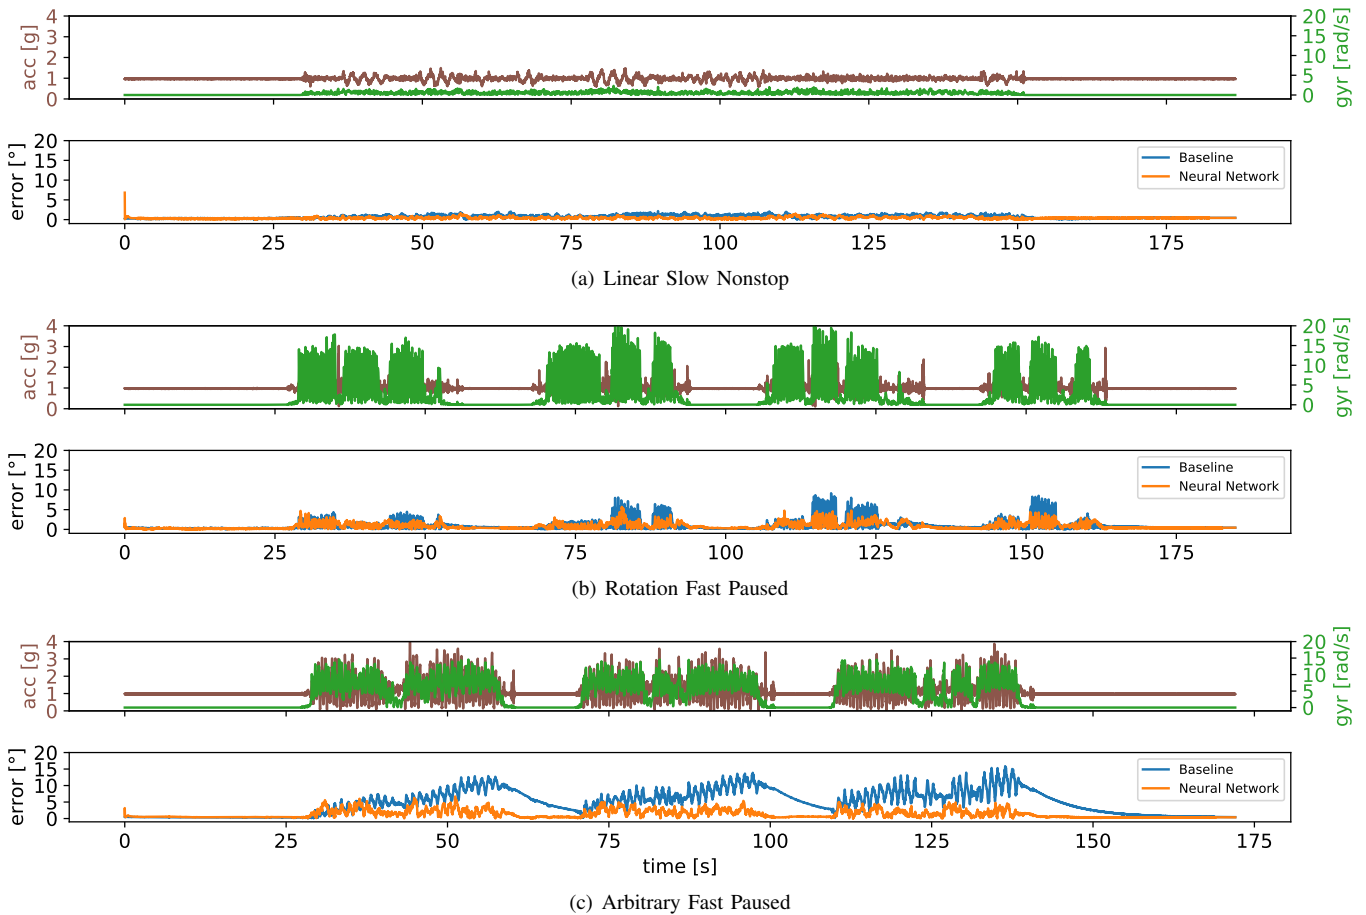 4
3
2
1
0
acc [g]
20
15
10
5
0
gyr [rad/s]
20
15
10
5
0
error [°]
Baseline
Neural Network
0 25 50 75 100 125 150 175
(a) Linear Slow Nonstop
4
3
2
1
0
acc [g]
20
15
10
5
0
gyr [rad/s]
20
15
10
5
0
error [°]
Baseline
Neural Network
0 25 50 75 100 125 150 175
(b) Rotation Fast Paused
4
3
2
1
0
acc [g]
20
15
10
5
0
gyr [rad/s]
20
15
10
5
0
error [°]
Baseline
Neural Network
0 25 50 75 100 125 150 175
time [s]
(c) Arbitrary Fast Paused